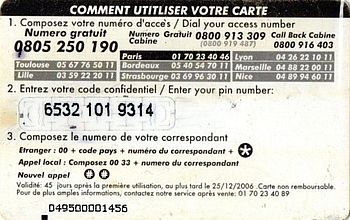 COMMENT UTITLISER VOTRE CARTE
1. Composez votre numéro d'accès / Dial your access number
Numero gratuit Numero gratuit 0800 913 309 Call Back Cabine
0805 250 190 Cabine (0800 919 487) 0800 916 403
Paris 01 70 23 40 46 Lyon 04 26 22 10 11
Toulouse 05 67 76 50 11 Bordeaux 05 40 54 70 11 Marseille 04 88 22 00 11
Lille 03 59 22 10 11 Strasbourg 03 69 96 30 11 Nice 04 89 94 60 11
2. Entrez votre code confidentiel / Enter your pin number:
6532 101 9314
3. Composez le numero de votre correspondant
Etranger : 00 + code pays + numéro du correspondant +
Appel local : Composez 00 33 + numéro du correspondant
Nouvel appel
Validité: 45 jours après la première utilisation, au plus tard le 25/12/2006 .Carte non remboursable.
Pour de plus amples informations, contactez notre service après-vente: 01 70 23 40 89
049500001456